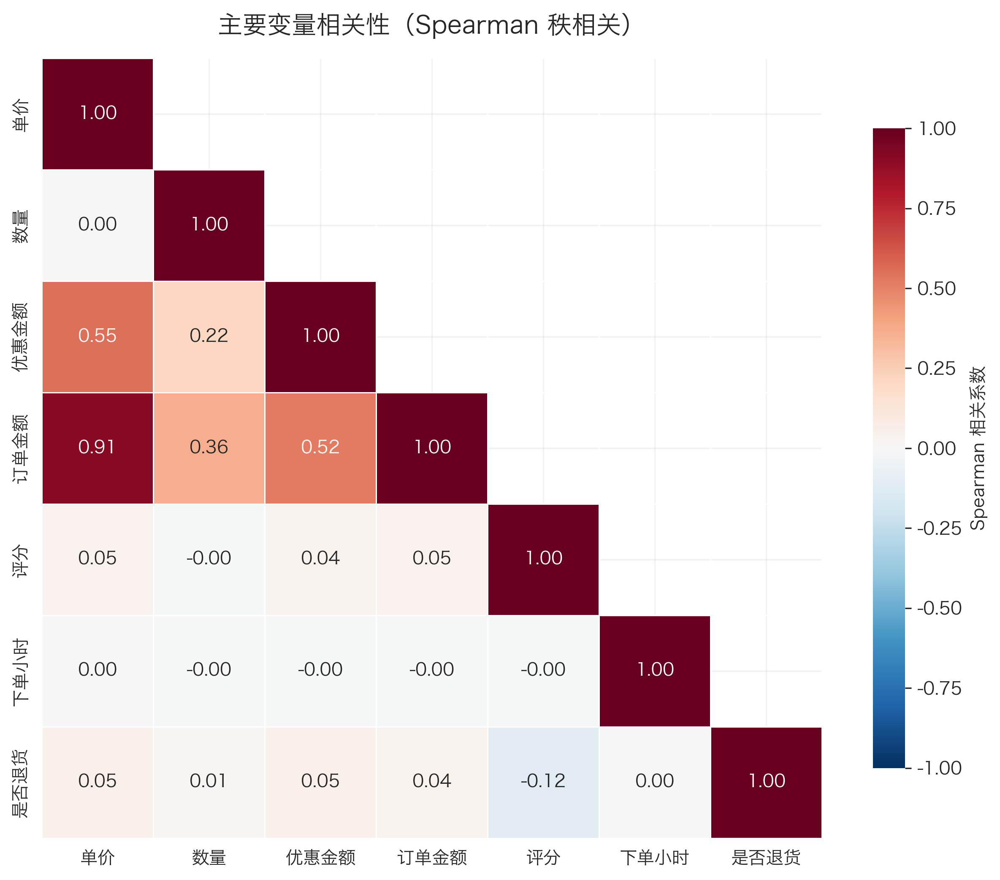 主要变量相关性（Spearman 秩相关）
单价
1.00
数量
0.00 1.00
优惠金额
0.55 0.22 1.00
订单金额
0.91 0.36 0.52 1.00
评分
0.05 -0.00 0.04 0.05 1.00
下单小时
0.00 -0.00 -0.00 -0.00 -0.00 1.00
是否退货
0.05 0.01 0.05 0.04 -0.12 0.00 1.00
单价 数量 优惠金额 订单金额 评分 下单小时 是否退货
1.00
0.75
0.50
0.25
0.00
-0.25
-0.50
-0.75
-1.00
Spearman 相关系数